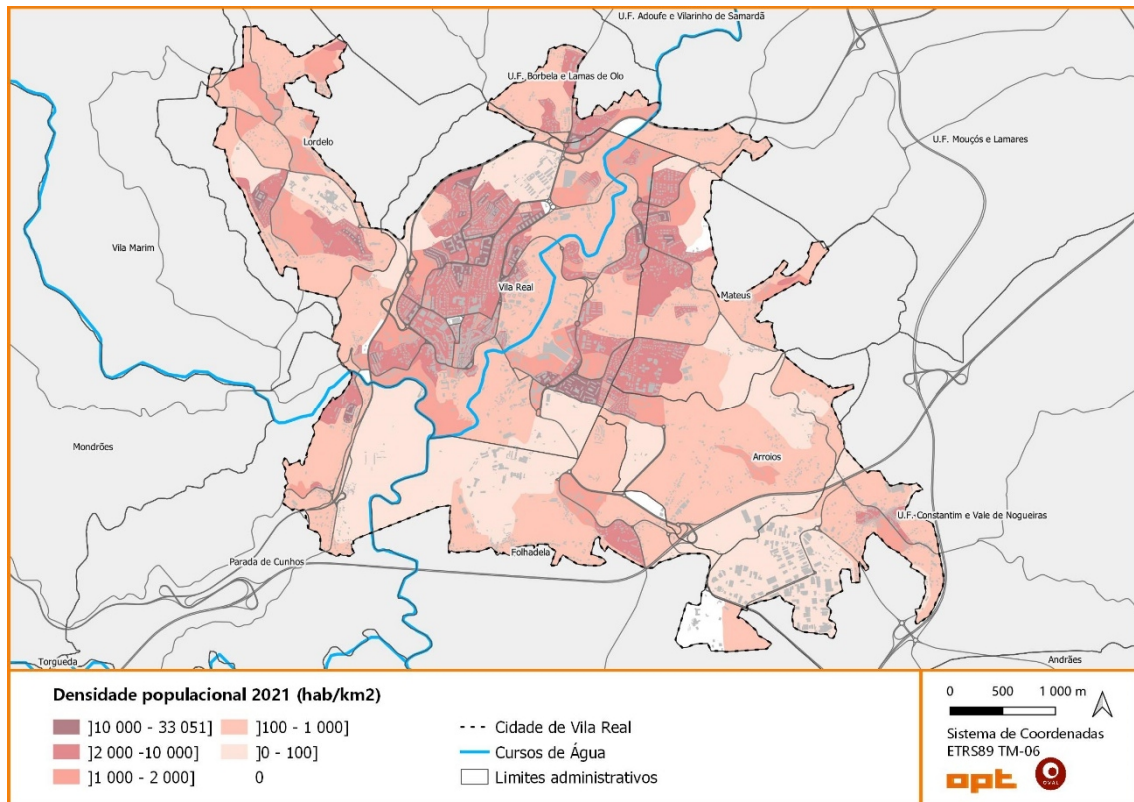 U.F. Adoufe e Vilarinho de Samardã
U.F. Borbela e Lamas de Olo
U.F. Mouçós e Lamares
Lordelo
Vila Marim
Vila Real
Mateus
Mondrões
Arroios
U.F. Constantim e Vale de Nogueiras
Folhadela
Parada de Cunhos
Torgueda
Andrães
Densidade populacional 2021 (hab/km2)
]10 000 - 33 051]
]2 000 -10 000]
]1 000 - 2 000]
]100 - 1 000]
]0 - 100]
0
Cidade de Vila Real
Cursos de Água
Limites administrativos
0 500 1 000 m
Sistema de Coordenadas
ETRS89 TM-06
opt
OVAL